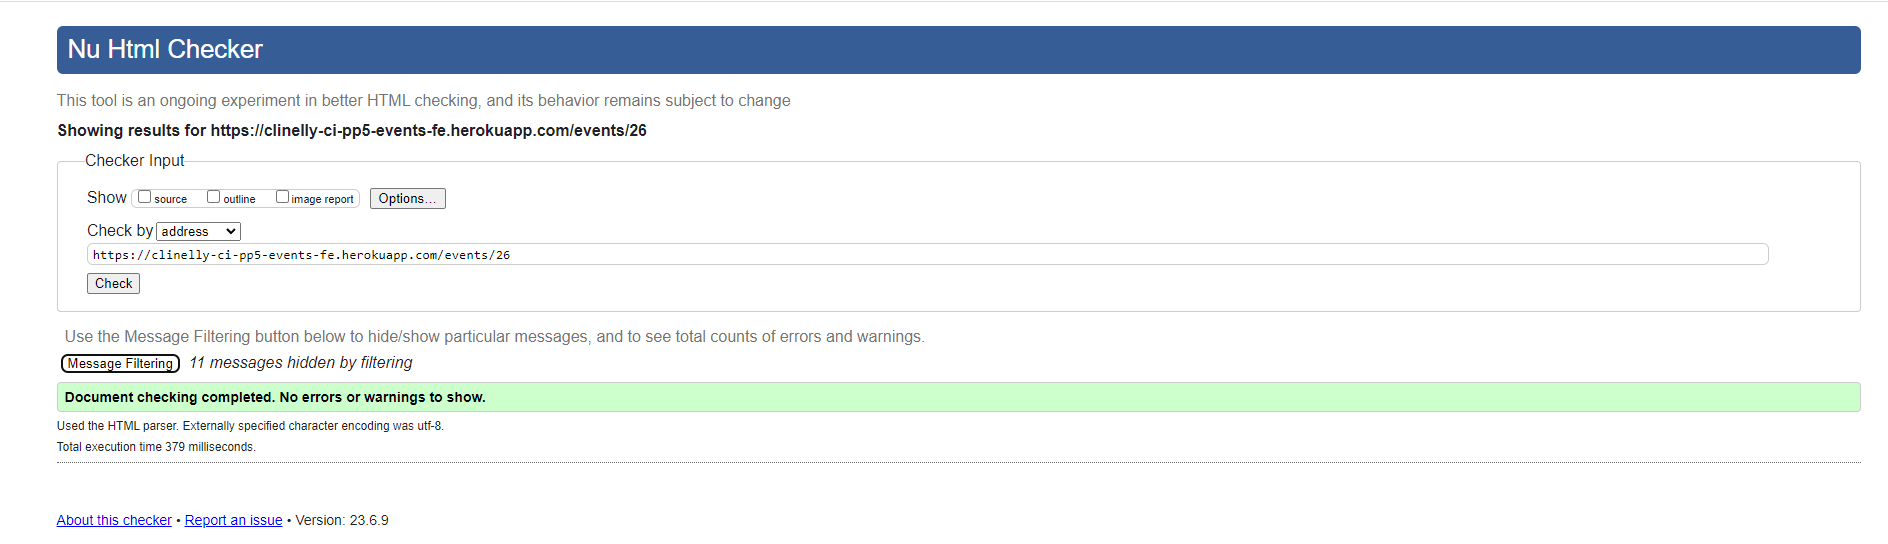 Nu Html Checker
This tool is an ongoing experiment in better HTML checking, and its behavior remains subject to change
Showing results for https://clinelly-ci-pp5-events-fe.herokuapp.com/events/26
Checker Input
Show source outline image report Options...
Check by address
https://clinelly-ci-pp5-events-fe.herokuapp.com/events/26
Check
Use the Message Filtering button below to hide/show particular messages, and to see total counts of errors and warnings.
Message Filtering 11 messages hidden by filtering
Document checking completed. No errors or warnings to show.
Used the HTML parser. Externally specified character encoding was utf-8.
Total execution time 379 milliseconds.
About this checker • Report an issue • Version: 23.6.9